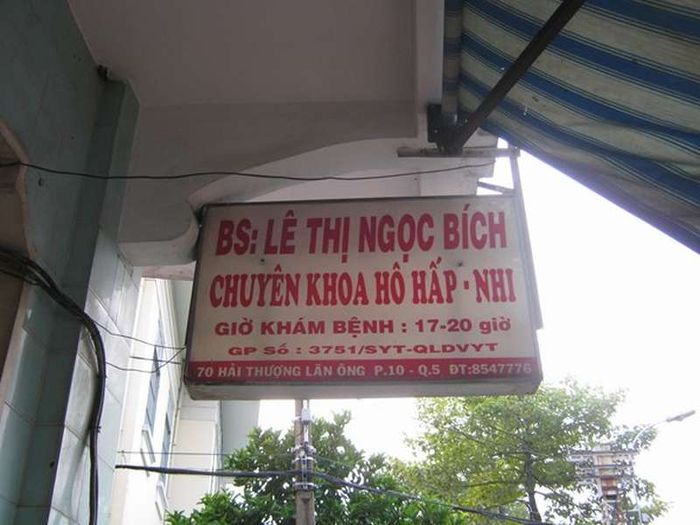 BS: LÊ THỊ NGỌC BÍCH
CHUYÊN KHOA HÔ HẤP - NHI
GIỜ KHÁM BỆNH : 17-20 giờ
GP Số : 3751/SYT-QLDVYT
70 HẢI THƯỢNG LÃN ÔNG P.10 - Q.5 ĐT:8547776